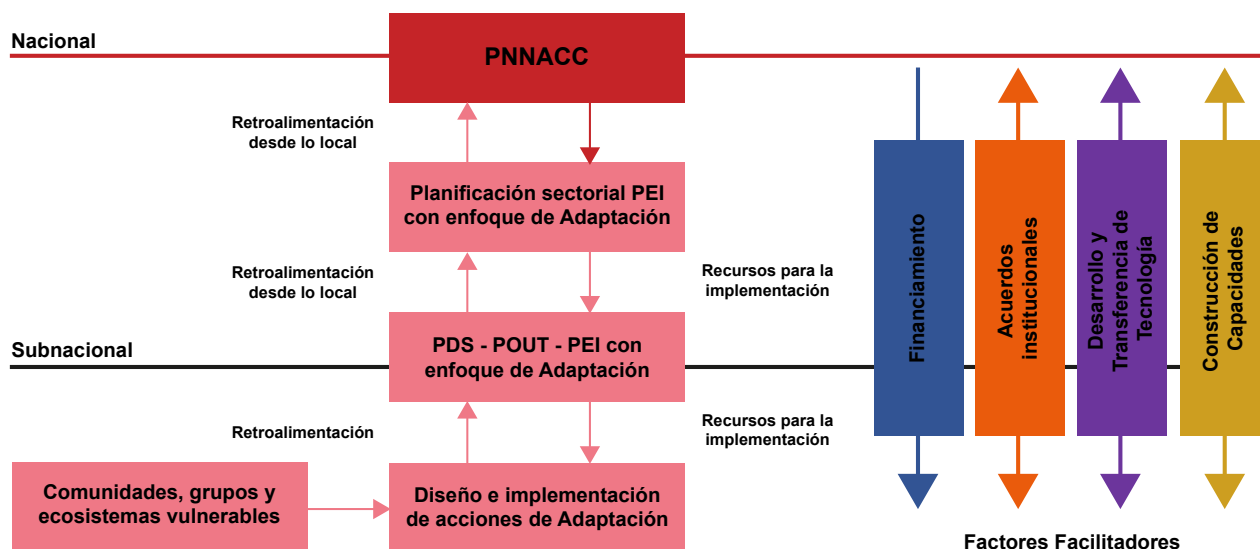 Nacional
PNNACC
Retroalimentación
desde lo local
Planificación sectorial PEI
con enfoque de Adaptación
Retroalimentación
desde lo local
Recursos para la
implementación
Subnacional
PDS - POUT - PEI con
enfoque de Adaptación
Retroalimentación
Recursos para la
implementación
Comunidades, grupos y
ecosistemas vulnerables
Diseño e implementación
de acciones de Adaptación
Financiamiento
Acuerdos
institucionales
Desarrollo y
Transferencia de
Tecnología
Construcción de
Capacidades
Factores Facilitadores